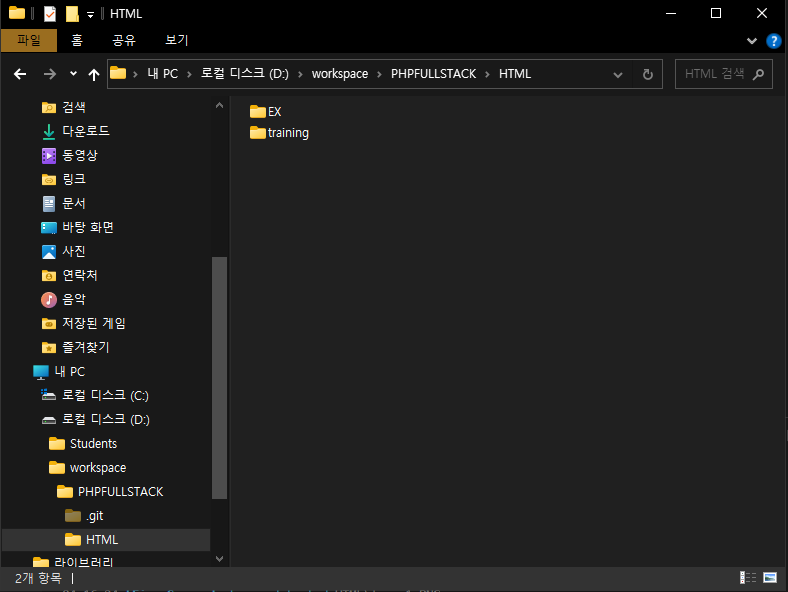 HTML
파일 홈 공유 보기
내 PC 로컬 디스크 (D:) workspace PHPFULLSTACK HTML HTML 검색
검색
다운로드
동영상
링크
문서
바탕 화면
사진
연락처
음악
저장된 게임
즐겨찾기
내 PC
로컬 디스크 (C:)
로컬 디스크 (D:)
Students
workspace
PHPFULLSTACK
.git
HTML
라이브러리
EX
training
2개 항목